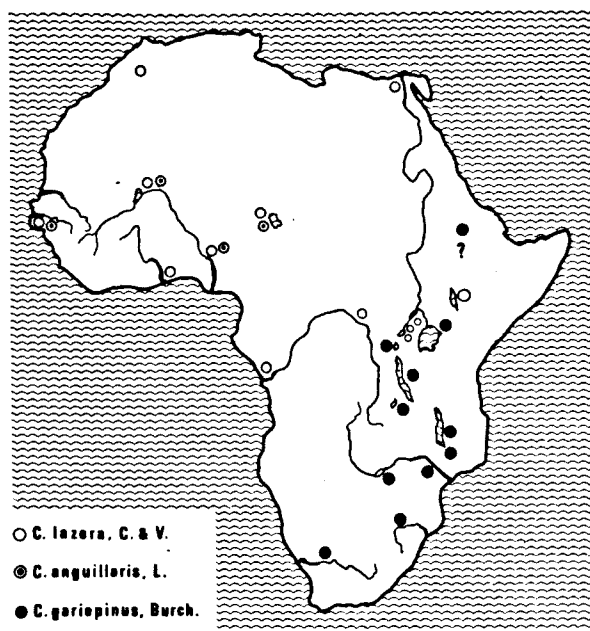 ?
C. lazera, C. & V.
C. anguillaris, L.
C. gariepinus, Burch.